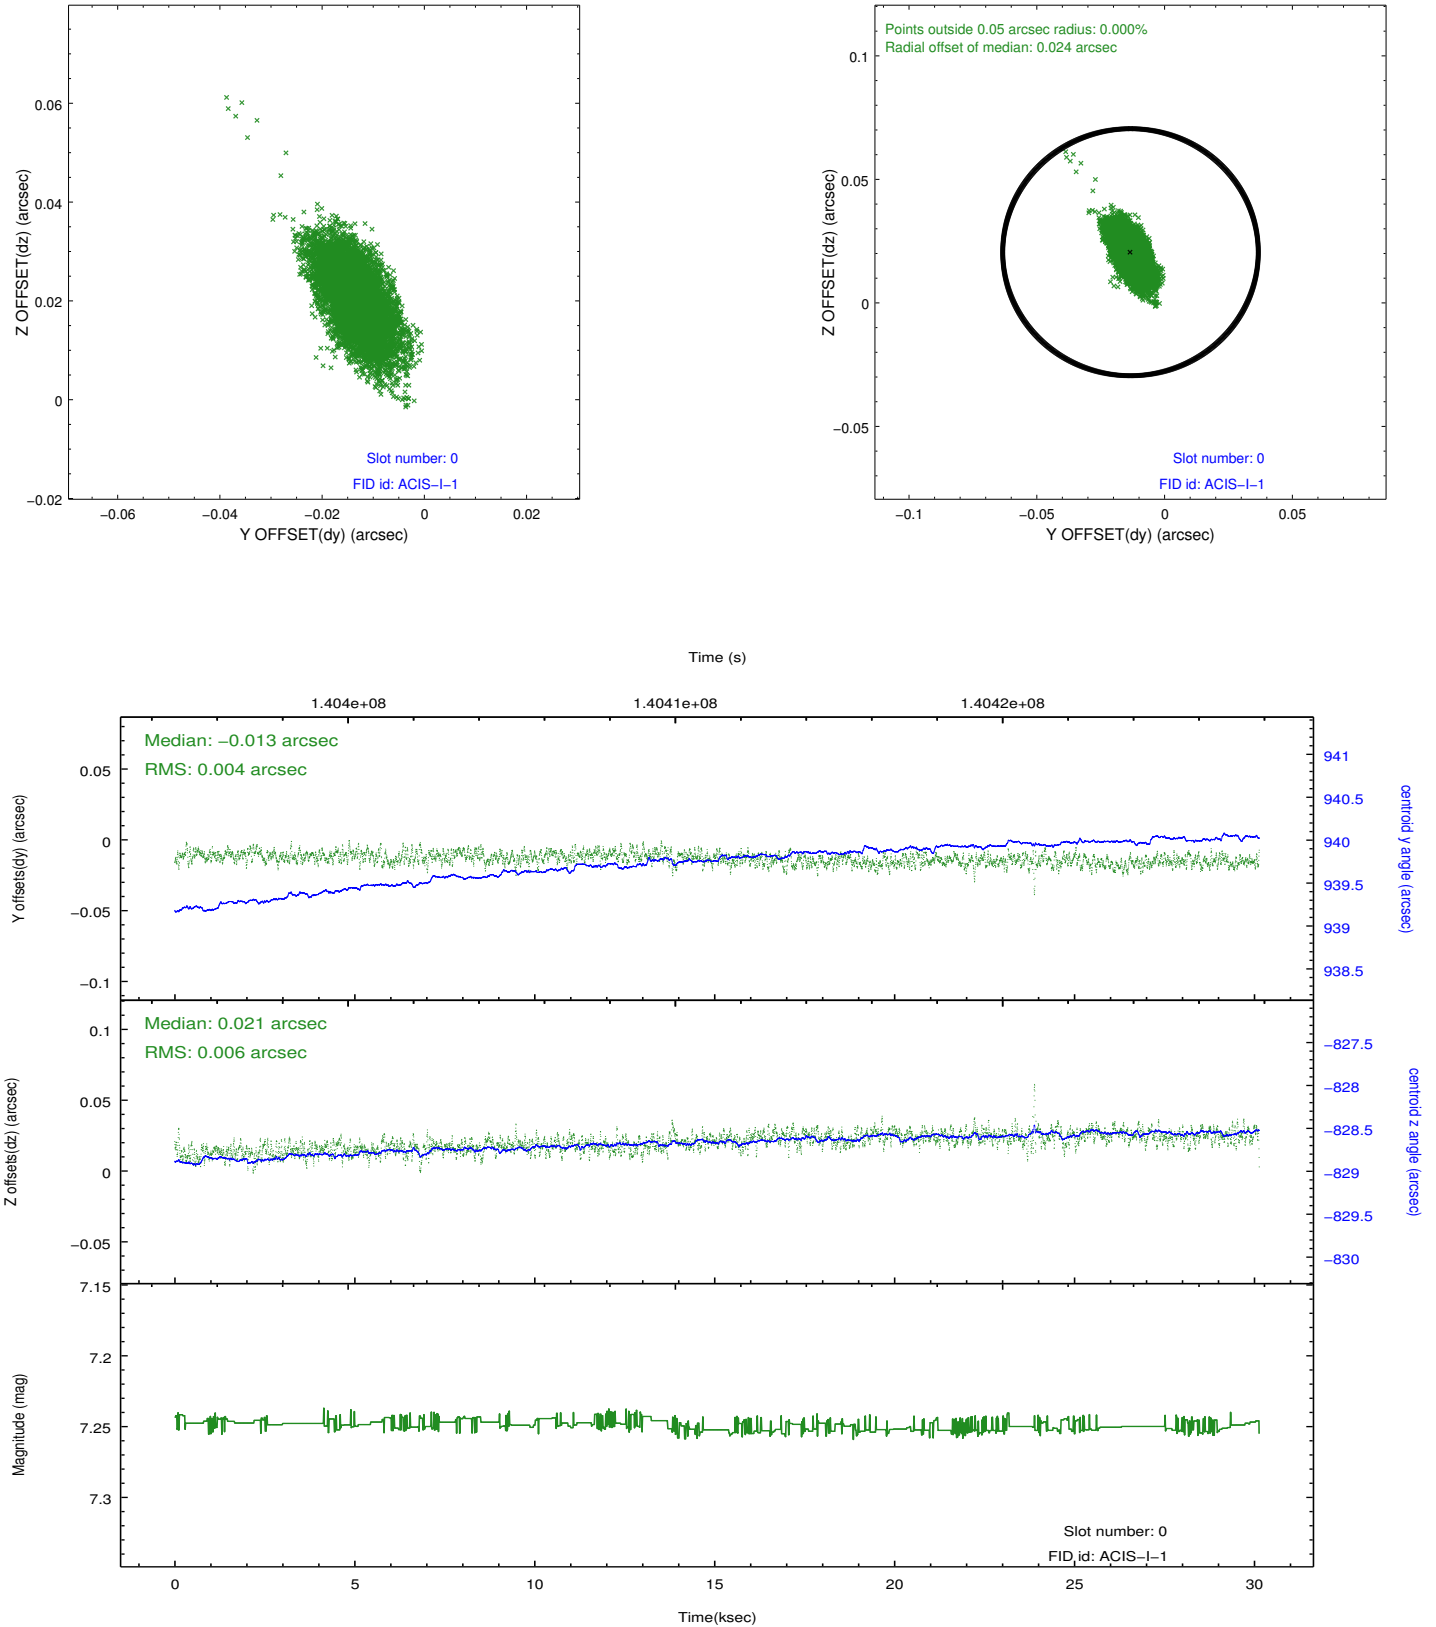 0.06
0.04
0.02
0
−0.02
Z OFFSET(dz) (arcsec)
Slot number: 0
FID id: ACIS−I−1
−0.06
−0.04
−0.02
0
0.02
Y OFFSET(dy) (arcsec)
Points outside 0.05 arcsec radius: 0.000%
Radial offset of median: 0.024 arcsec
0.1
0.05
0
−0.05
Z OFFSET(dz) (arcsec)
Slot number: 0
FID id: ACIS−I−1
−0.1
−0.05
0
0.05
Y OFFSET(dy) (arcsec)
Time (s)
1.404e+08
1.4041e+08
1.4042e+08
Median: −0.013 arcsec
RMS: 0.004 arcsec
0.05
0
−0.05
−0.1
Y offsets(dy) (arcsec)
941
940.5
940
939.5
939
938.5
centroid y angle (arcsec)
Median: 0.021 arcsec
RMS: 0.006 arcsec
0.1
0.05
0
−0.05
Z offsets(dz) (arcsec)
−827.5
−828
−828.5
−829
−829.5
−830
centroid z angle (arcsec)
7.15
7.2
7.25
7.3
Magnitude (mag)
Slot number: 0
FID id: ACIS−I−1
0
5
10
15
20
25
30
Time(ksec)